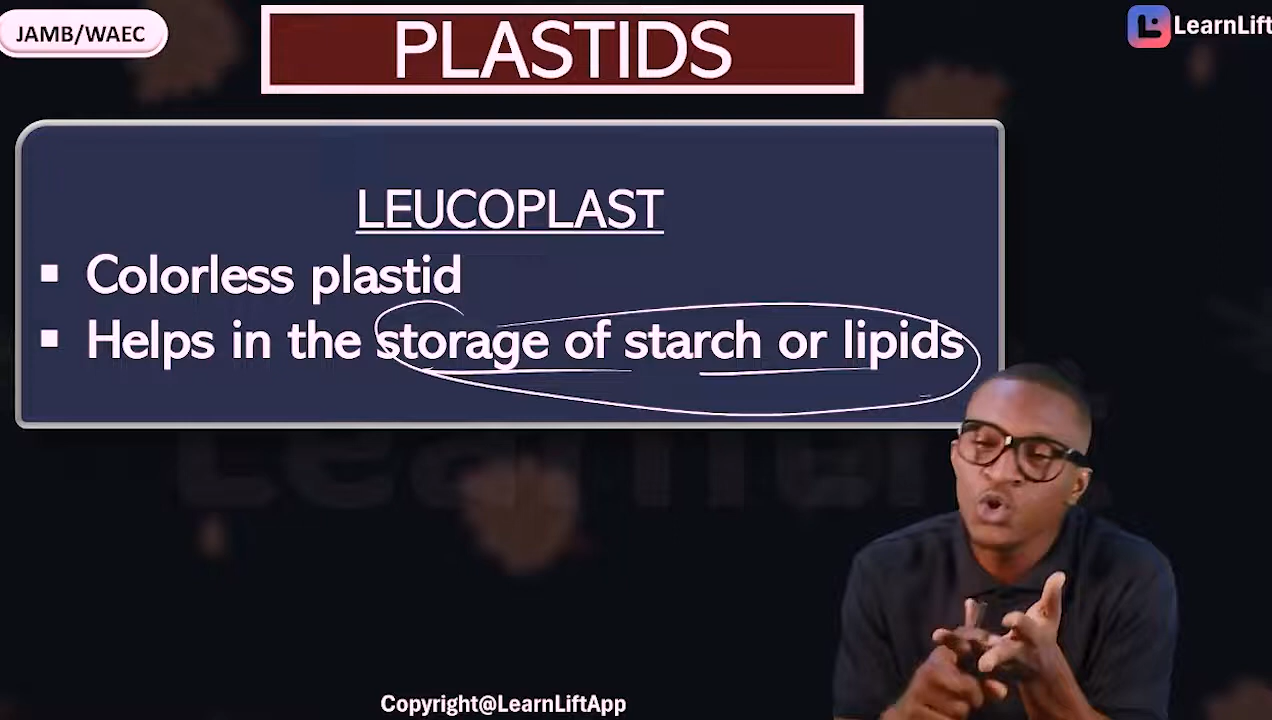 JAMB/WAEC
PLASTIDS
LearnLift
LEUCOPLAST
▪ Colorless plastid
▪ Helps in the storage of starch or lipids
Copyright@LearnLiftApp